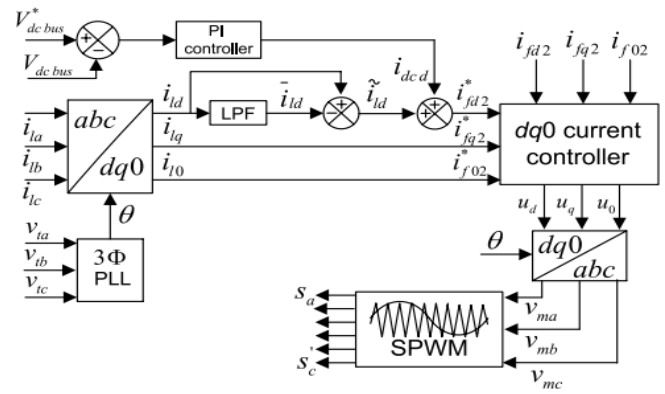 V*dc bus
+
−
PI
controller
Vdc bus
idc d
ifd2 ifq2 if02
ila
ilb
ilc
abc
dq0
ild
LPF
i̅ld
+
−
ĩld
+
+
i*fd2
ilq
i*fq2
il0
i*f02
dq0 current
controller
θ
vta
vtb
vtc
3Φ
PLL
ud uq u0
θ
dq0
abc
sa
s'c
SPWM
vma
vmb
vmc